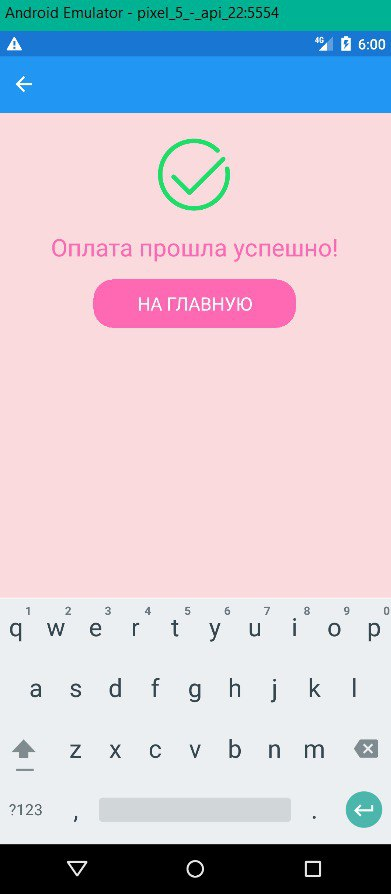 Android Emulator - pixel_5_-_api_22:5554
4G 6:00
Оплата прошла успешно!
НА ГЛАВНУЮ
1 2 3 4 5 6 7 8 9 0
q w e r t y u i o p
a s d f g h j k l
z x c v b n m
?123 , .